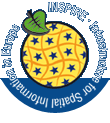 INSPIRE · Infrastructure for Spatial Information in Europe